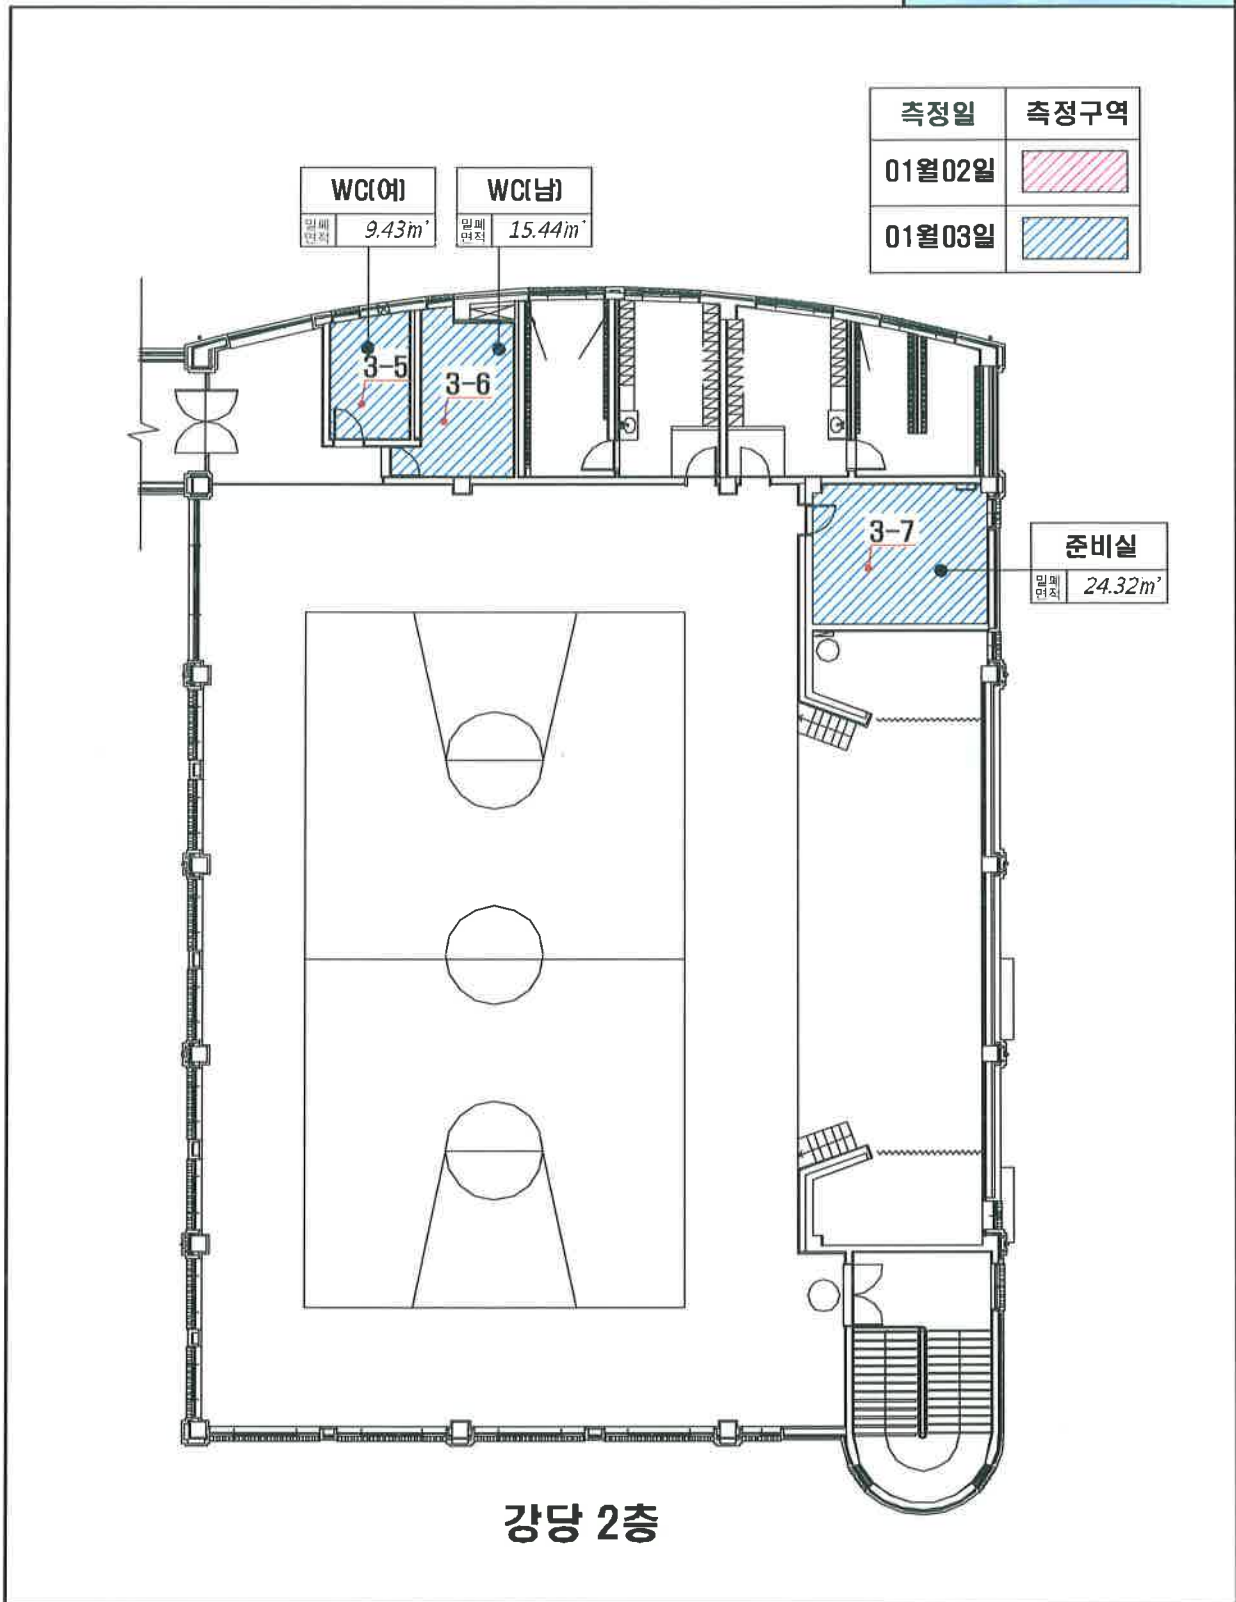 측정일 측정구역
01월02일
01월03일
WC(여)
밀폐
면적 9.43㎡
WC(남)
밀폐
면적 15.44㎡
3-5
3-6
3-7
준비실
밀폐
면적 24.32㎡
강당 2층